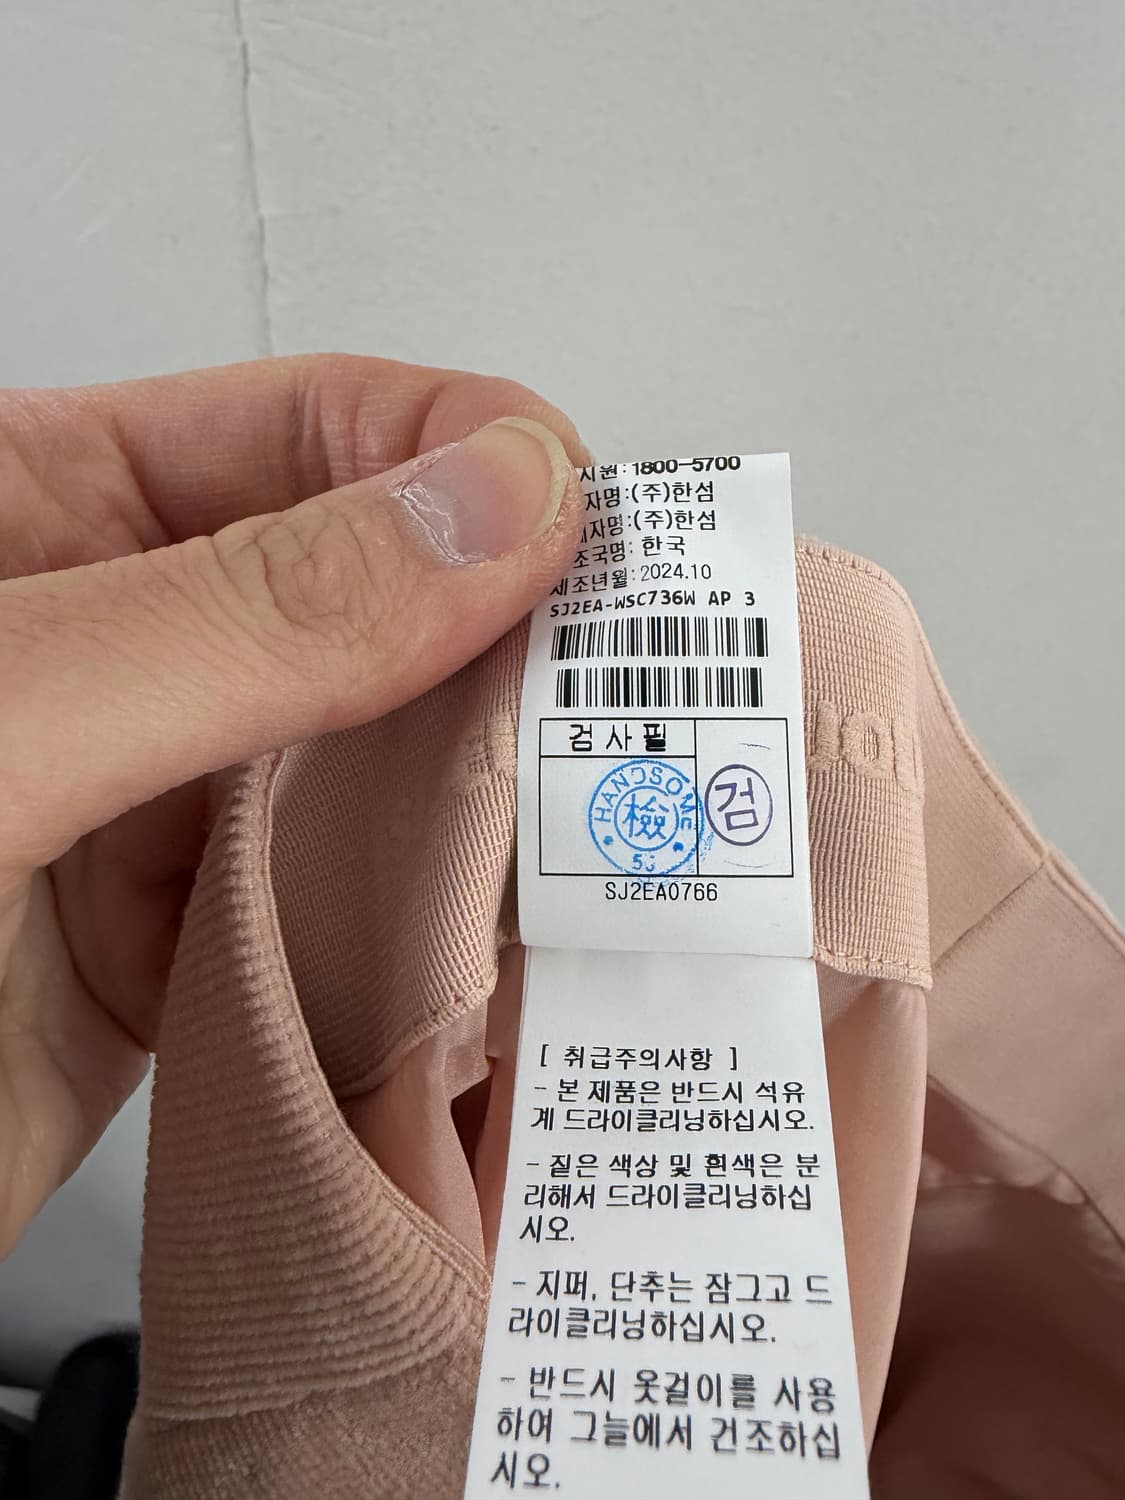 지원:1800-5700
자명:(주)한섬
자명:(주)한섬
조국명: 한국
제조년월:2024.10
SJ2EA-WSC736W AP 3
검사필
HANDSOME
檢
검
SJ2EA0766
[ 취급주의사항 ]
- 본 제품은 반드시 석유
계 드라이클리닝하십시오.
- 짙은 색상 및 흰색은 분
리해서 드라이클리닝하십
시오.
- 지퍼, 단추는 잠그고 드
라이클리닝하십시오.
- 반드시 옷걸이를 사용
하여 그늘에서 건조하십
시오.